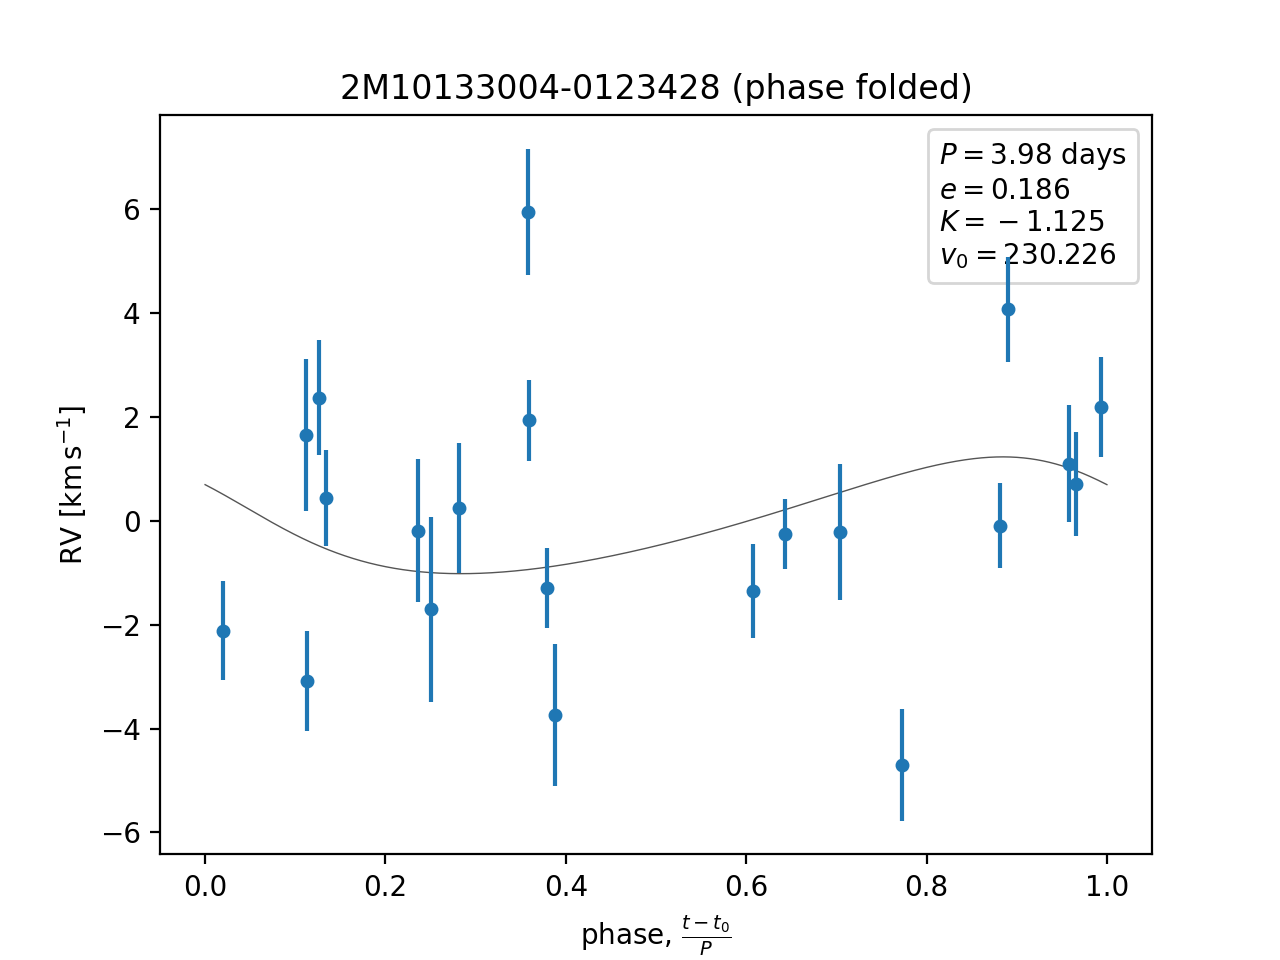 2M10133004-0123428 (phase folded)
P = 3.98 days
e = 0.186
K = −1.125
v₀ = 230.226
RV [km s⁻¹]
6
4
2
0
−2
−4
−6
0.0 0.2 0.4 0.6 0.8 1.0
phase, (t − t₀)/P